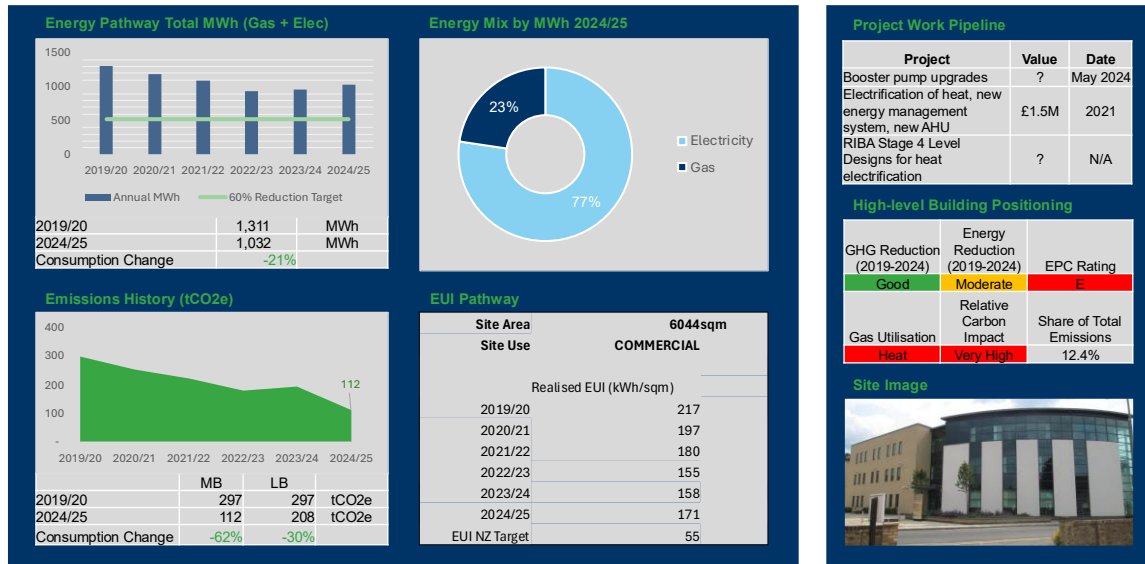 Energy Pathway Total MWh (Gas + Elec)
1500
1000
500
0
2019/20 2020/21 2021/22 2022/23 2023/24 2024/25
Annual MWh 60% Reduction Target
2019/20 1,311 MWh
2024/25 1,032 MWh
Consumption Change -21%
Energy Mix by MWh 2024/25
23%
77%
Electricity
Gas
Emissions History (tCO2e)
400
300
200
100
-
112
2019/20 2020/21 2021/22 2022/23 2023/24 2024/25
MB LB
2019/20 297 297 tCO2e
2024/25 112 208 tCO2e
Consumption Change -62% -30%
EUI Pathway
Site Area 6044sqm
Site Use COMMERCIAL
Realised EUI (kWh/sqm)
2019/20 217
2020/21 197
2021/22 180
2022/23 155
2023/24 158
2024/25 171
EUI NZ Target 55
Project Work Pipeline
Project Value Date
Booster pump upgrades ? May 2024
Electrification of heat, new
energy management £1.5M 2021
system, new AHU
RIBA Stage 4 Level
Designs for heat ? N/A
electrification
High-level Building Positioning
Energy
GHG Reduction Reduction
(2019-2024) (2019-2024) EPC Rating
Good Moderate E
Relative
Carbon Share of Total
Gas Utilisation Impact Emissions
Heat Very High 12.4%
Site Image